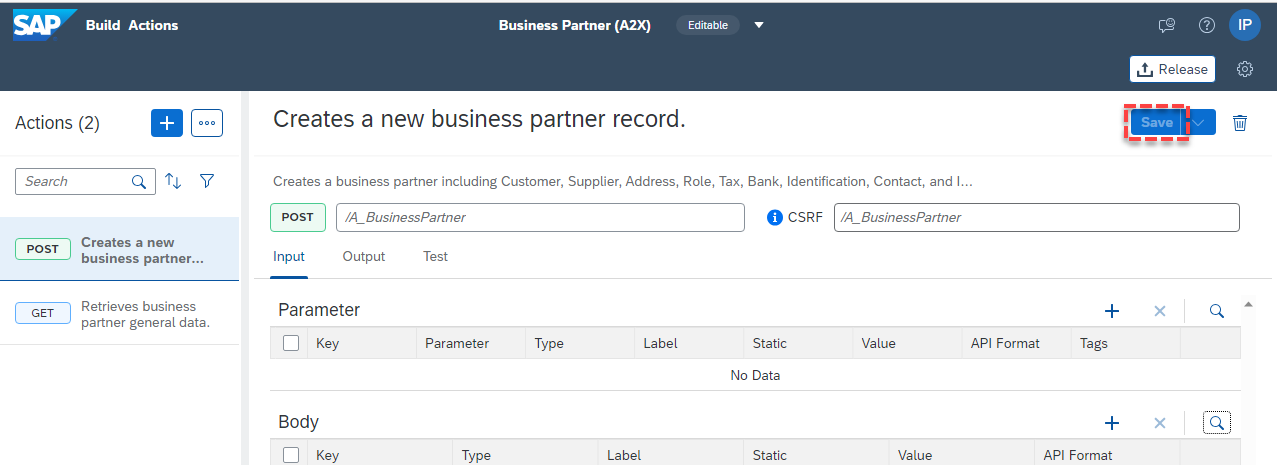 SAP Build Actions Business Partner (A2X) Editable IP
Release
Actions (2)
Creates a new business partner record. Save
Search
Creates a business partner including Customer, Supplier, Address, Role, Tax, Bank, Identification, Contact, and I...
POST /A_BusinessPartner CSRF /A_BusinessPartner
POST Creates a new
business partner...
GET Retrieves business
partner general data.
Input Output Test
Parameter
Key Parameter Type Label Static Value API Format Tags
No Data
Body
Key Type Label Static Value API Format